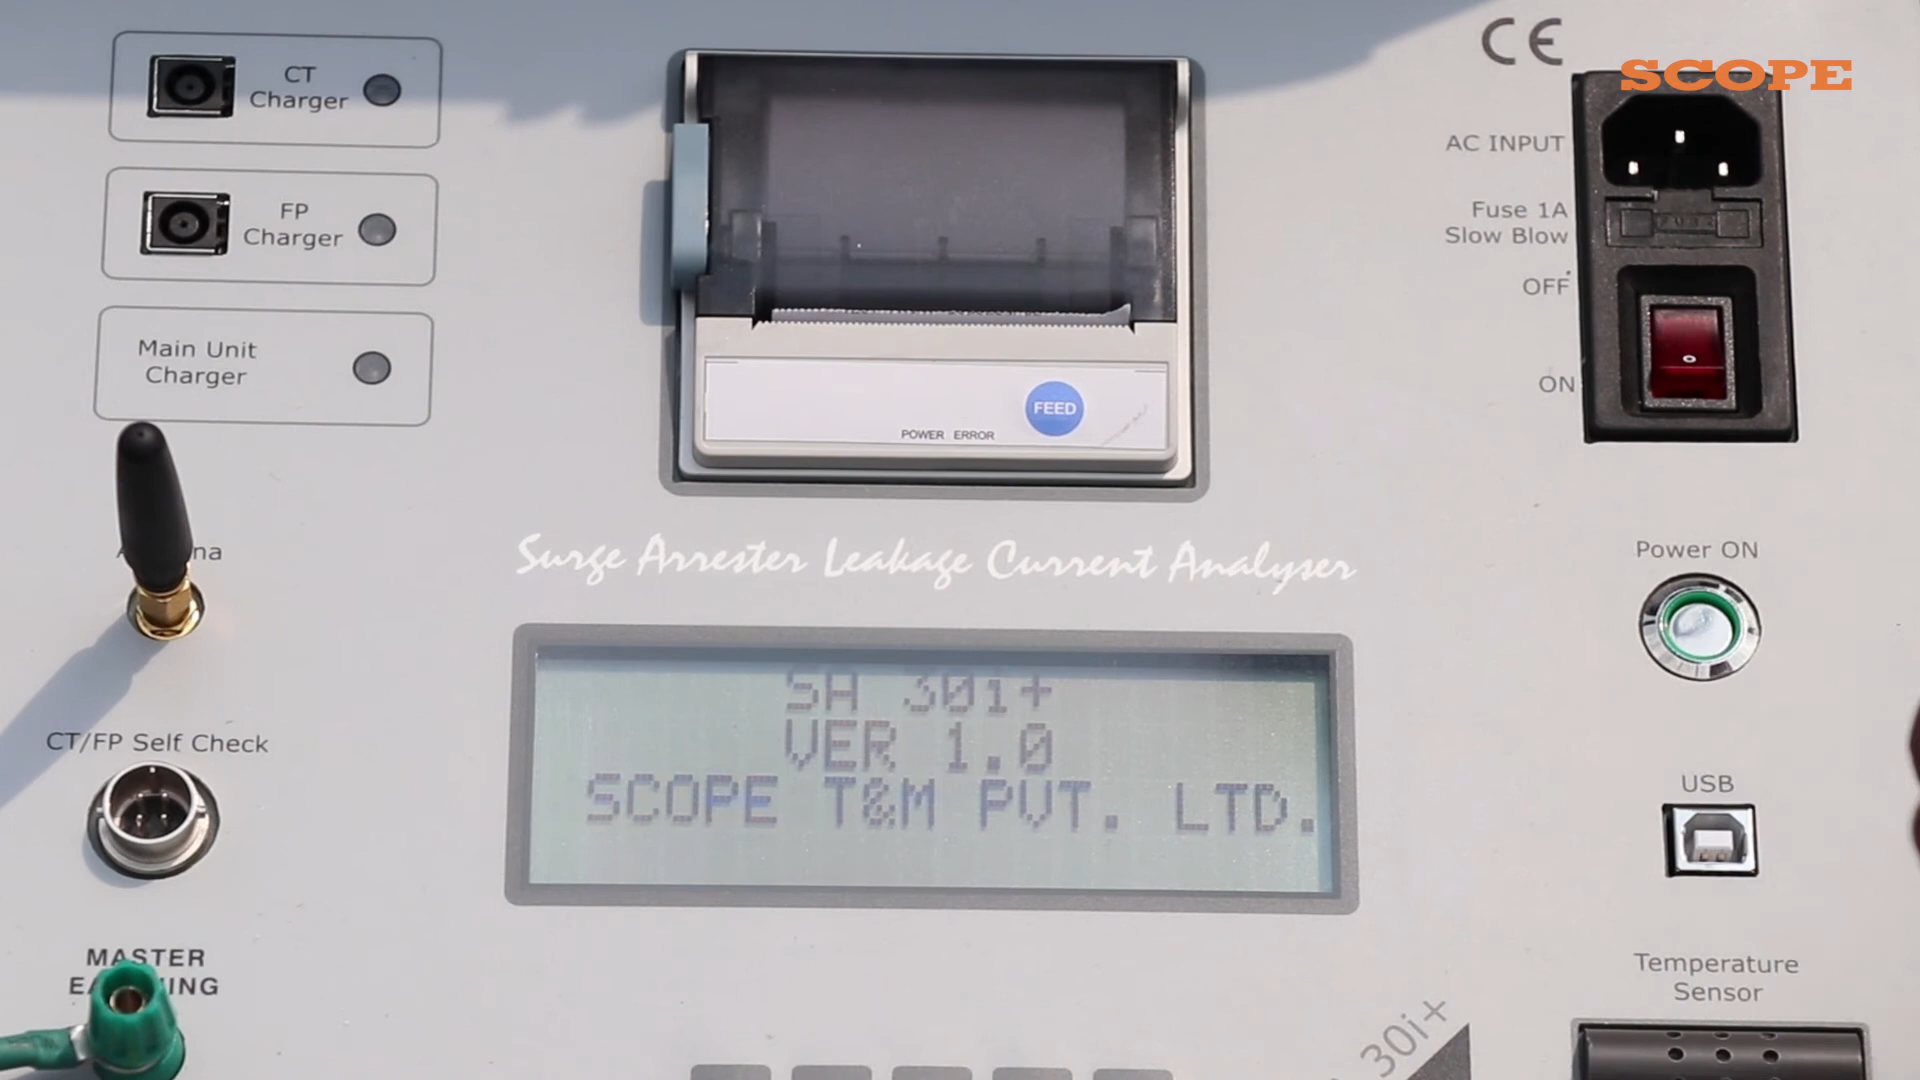 CE
SCOPE
CT
Charger
FP
Charger
Main Unit
Charger
AC INPUT
Fuse 1A
Slow Blow
OFF
ON
FEED
POWER ERROR
Surge Arrester Leakage Current Analyser
Power ON
SA 30i+
VER 1.0
SCOPE T&M PVT. LTD.
CT/FP Self Check
USB
MASTER
Temperature
Sensor
30i+